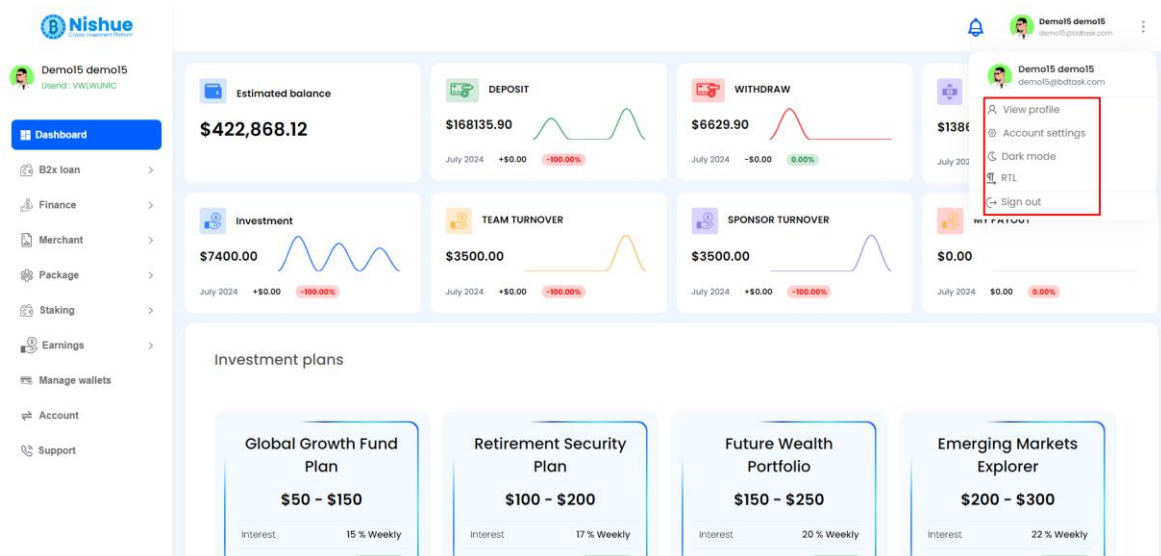 Nishue
Crypto Investment Platform
Demo15 demo15
demo15@bdtask.com
Demo15 demo15
UserId : VWLWUNIC
Dashboard
B2x loan
Finance
Merchant
Package
Staking
Earnings
Manage wallets
Account
Support
Demo15 demo15
demo15@bdtask.com
View profile
Account settings
Dark mode
RTL
Sign out
Estimated balance
$422,868.12
DEPOSIT
$168135.90
July 2024 +$0.00 -100.00%
WITHDRAW
$6629.90
July 2024 -$0.00 0.00%
Investment
$7400.00
July 2024 +$0.00 -100.00%
TEAM TURNOVER
$3500.00
July 2024 +$0.00 -100.00%
SPONSOR TURNOVER
$3500.00
July 2024 +$0.00 -100.00%
MY PAYOUT
$0.00
July 2024 $0.00 0.00%
Investment plans
Global Growth Fund
Plan
$50 - $150
Interest 15 % Weekly
Retirement Security
Plan
$100 - $200
Interest 17 % Weekly
Future Wealth
Portfolio
$150 - $250
Interest 20 % Weekly
Emerging Markets
Explorer
$200 - $300
Interest 22 % Weekly